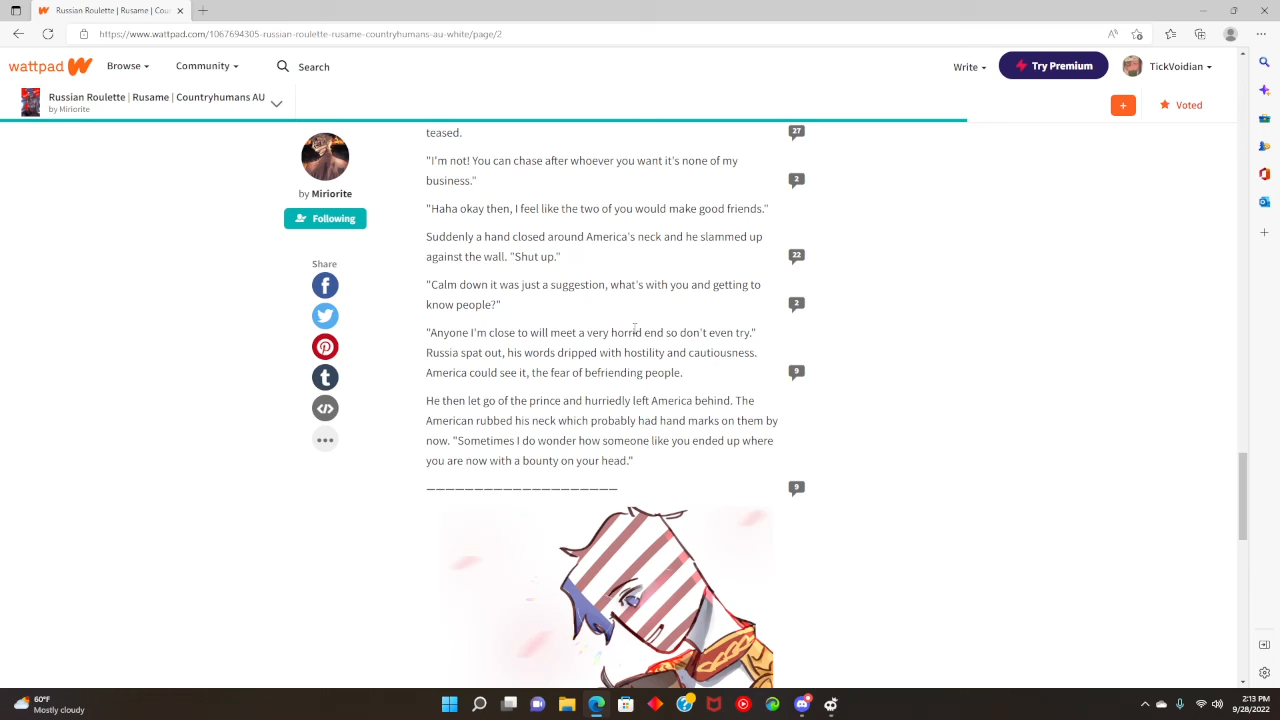 Russian Roulette | Rusame | Cou
https://www.wattpad.com/1067694305-russian-roulette-rusame-countryhumans-au-white/page/2
wattpad
Browse
Community
Search
Write
Try Premium
TickVoidian
Russian Roulette | Rusame | Countryhumans AU
by Miriorite
+
Voted
teased.
27
"I'm not! You can chase after whoever you want it's none of my
business."
2
"Haha okay then, I feel like the two of you would make good friends."
Suddenly a hand closed around America's neck and he slammed up
against the wall. "Shut up."
22
"Calm down it was just a suggestion, what's with you and getting to
know people?"
2
"Anyone I'm close to will meet a very horrid end so don't even try."
Russia spat out, his words dripped with hostility and cautiousness.
America could see it, the fear of befriending people.
9
He then let go of the prince and hurriedly left America behind. The
American rubbed his neck which probably had hand marks on them by
now. "Sometimes I do wonder how someone like you ended up where
you are now with a bounty on your head."
————————————————————
9
by Miriorite
Following
Share
60°F
Mostly cloudy
2:13 PM
9/28/2022